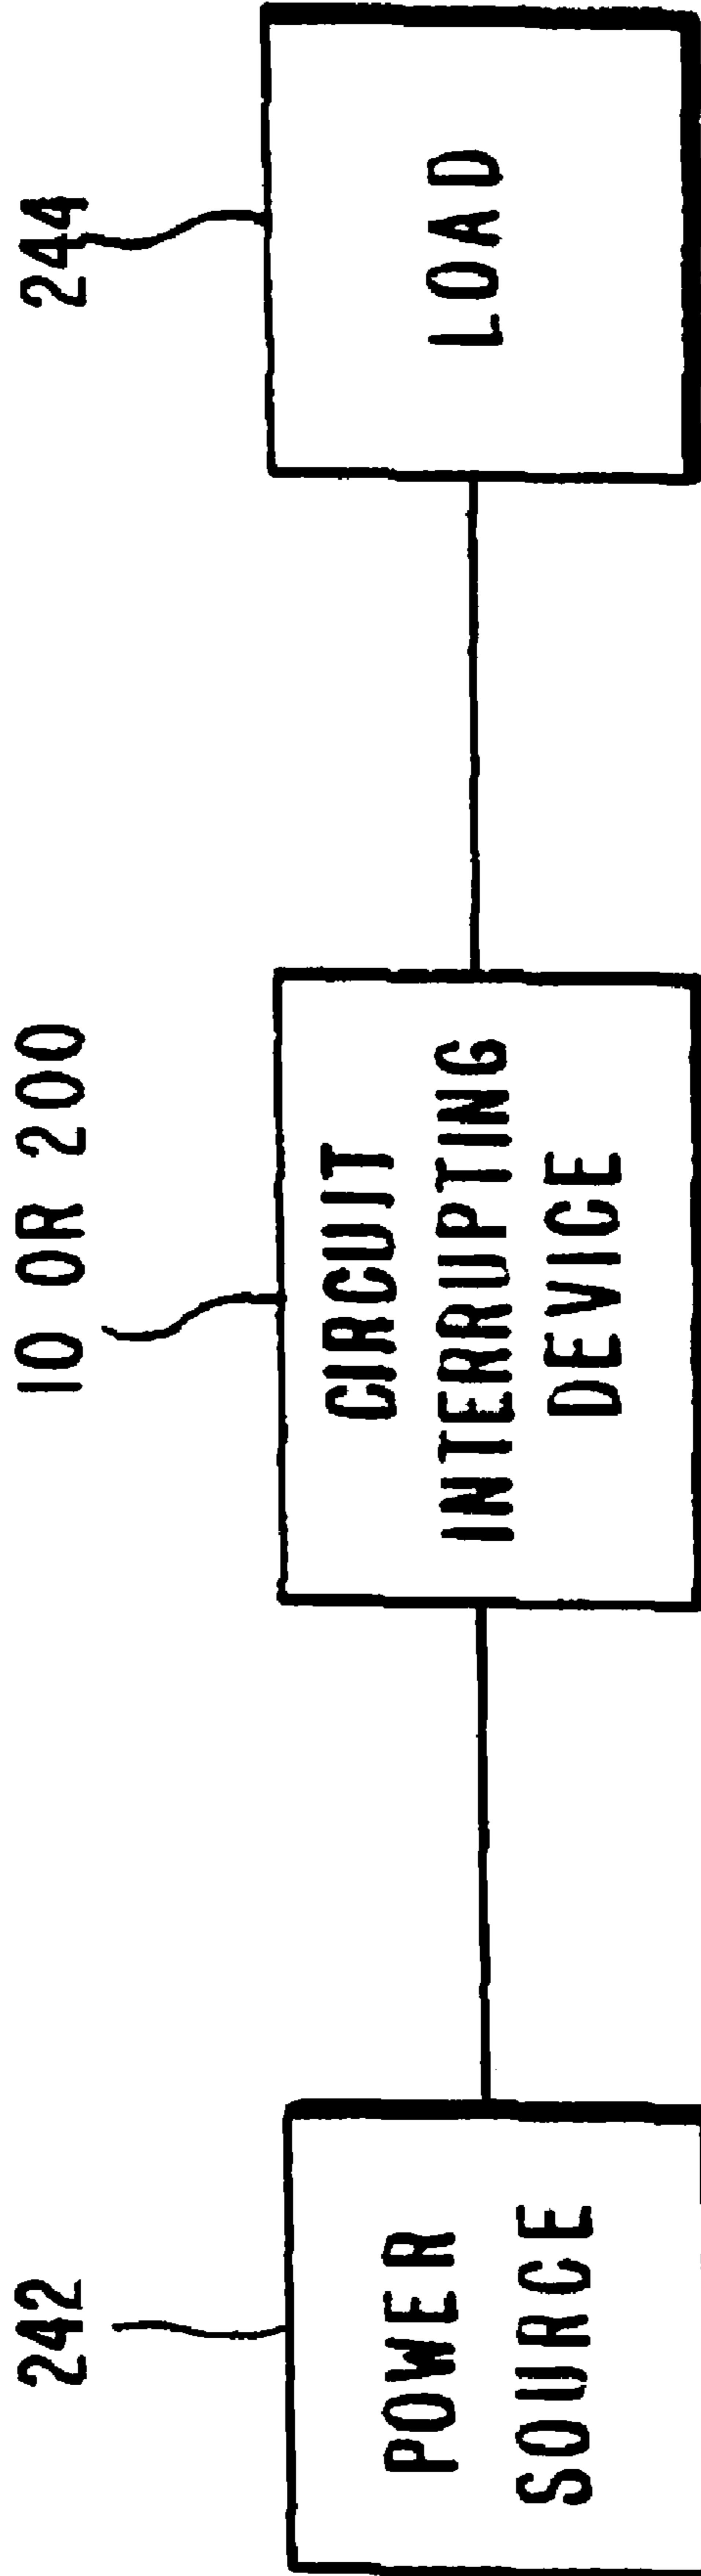 242
10 OR 200
244
POWER
SOURCE
CIRCUIT
INTERRUPTING
DEVICE
LOAD